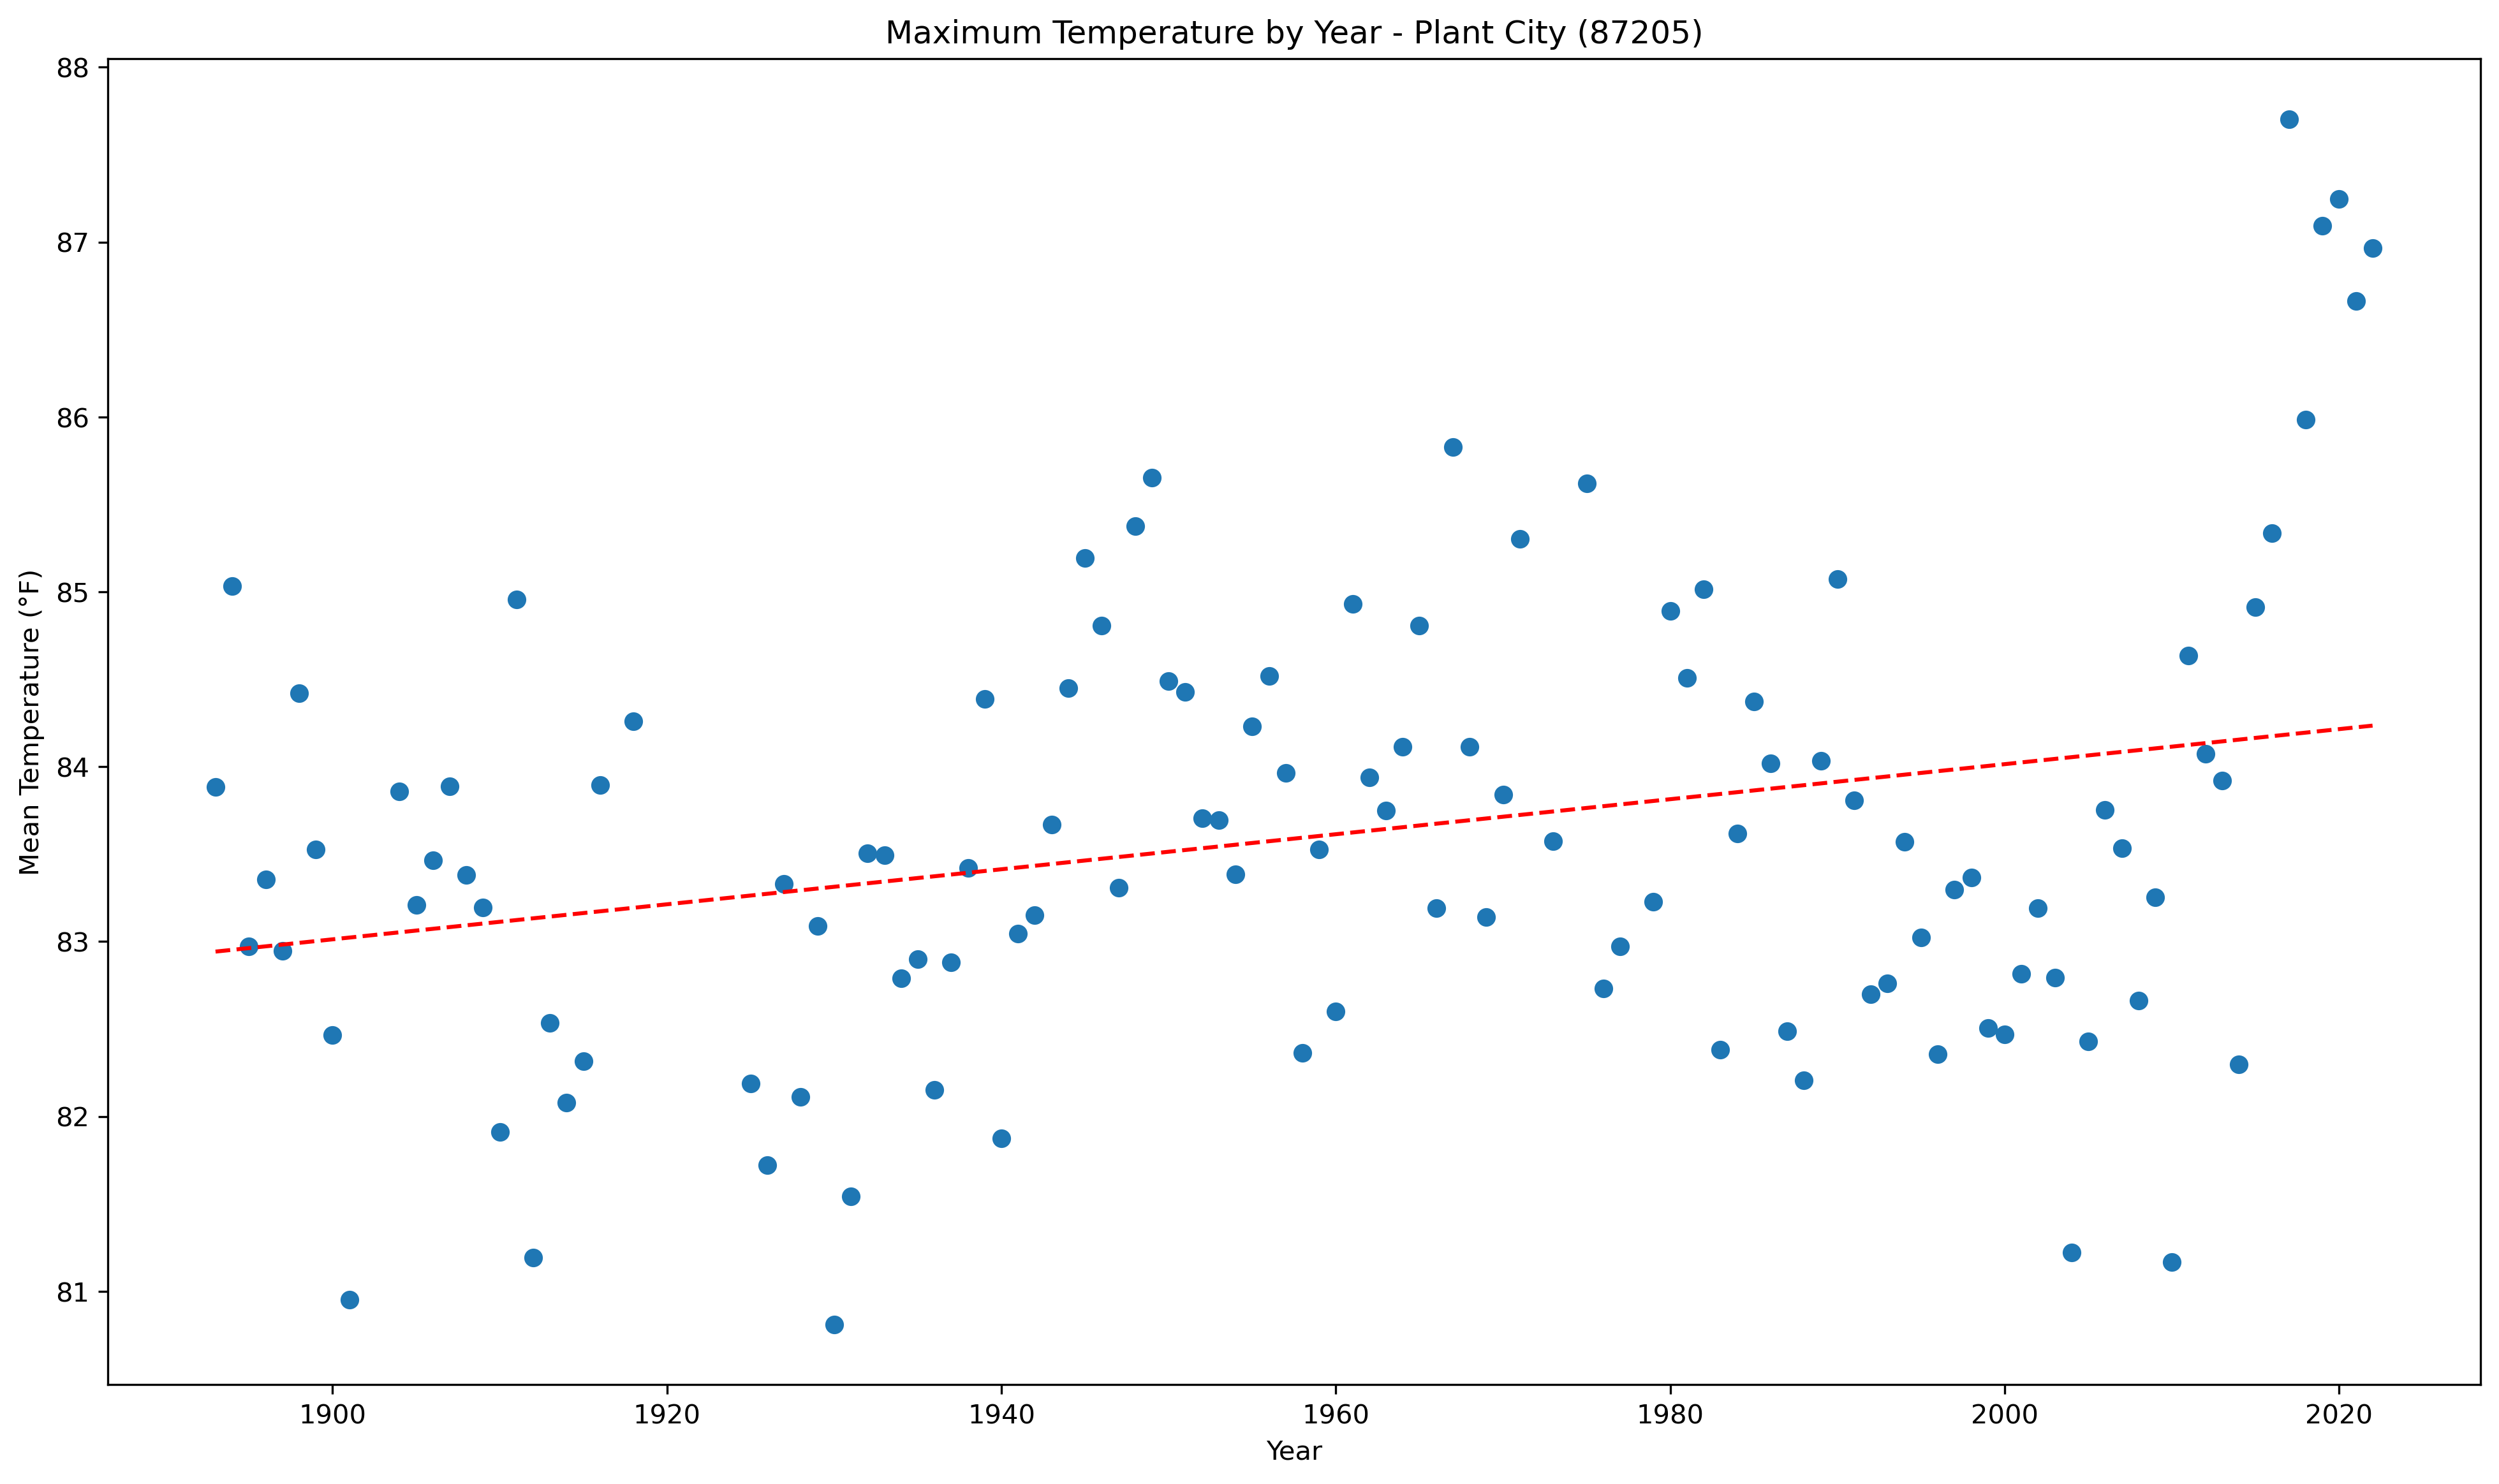 Maximum Temperature by Year - Plant City (87205)
88
87
86
85
84
83
82
81
Mean Temperature (°F)
1900 1920 1940 1960 1980 2000 2020
Year